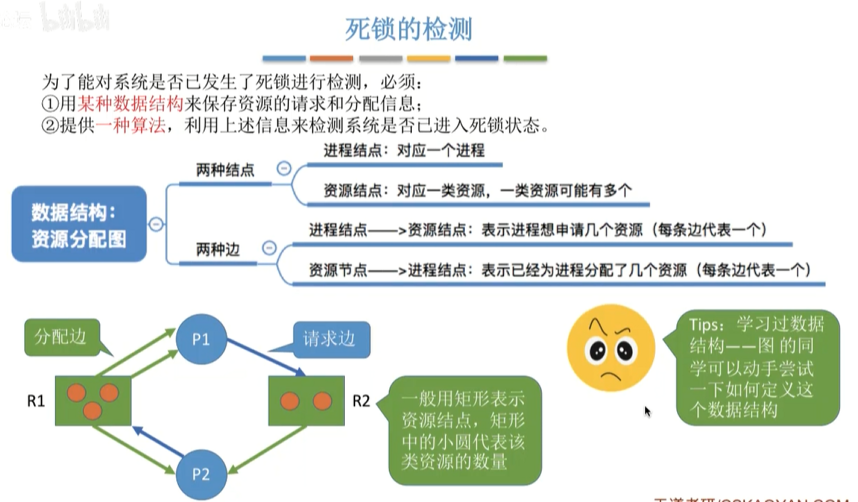 bilibili
死锁的检测
为了能对系统是否已发生了死锁进行检测，必须：
①用某种数据结构来保存资源的请求和分配信息；
②提供一种算法，利用上述信息来检测系统是否已进入死锁状态。
进程结点：对应一个进程
两种结点
资源结点：对应一类资源，一类资源可能有多个
数据结构：
资源分配图
进程结点——>资源结点：表示进程想申请几个资源（每条边代表一个）
两种边
资源节点——>进程结点：表示已经为进程分配了几个资源（每条边代表一个）
分配边
P1
请求边
R1
R2
P2
一般用矩形表示
资源结点，矩形
中的小圆代表该
类资源的数量
Tips：学习过数据
结构——图 的同
学可以动手尝试
一下如何定义这
个数据结构
王道考研/CSKAOYAN.COM